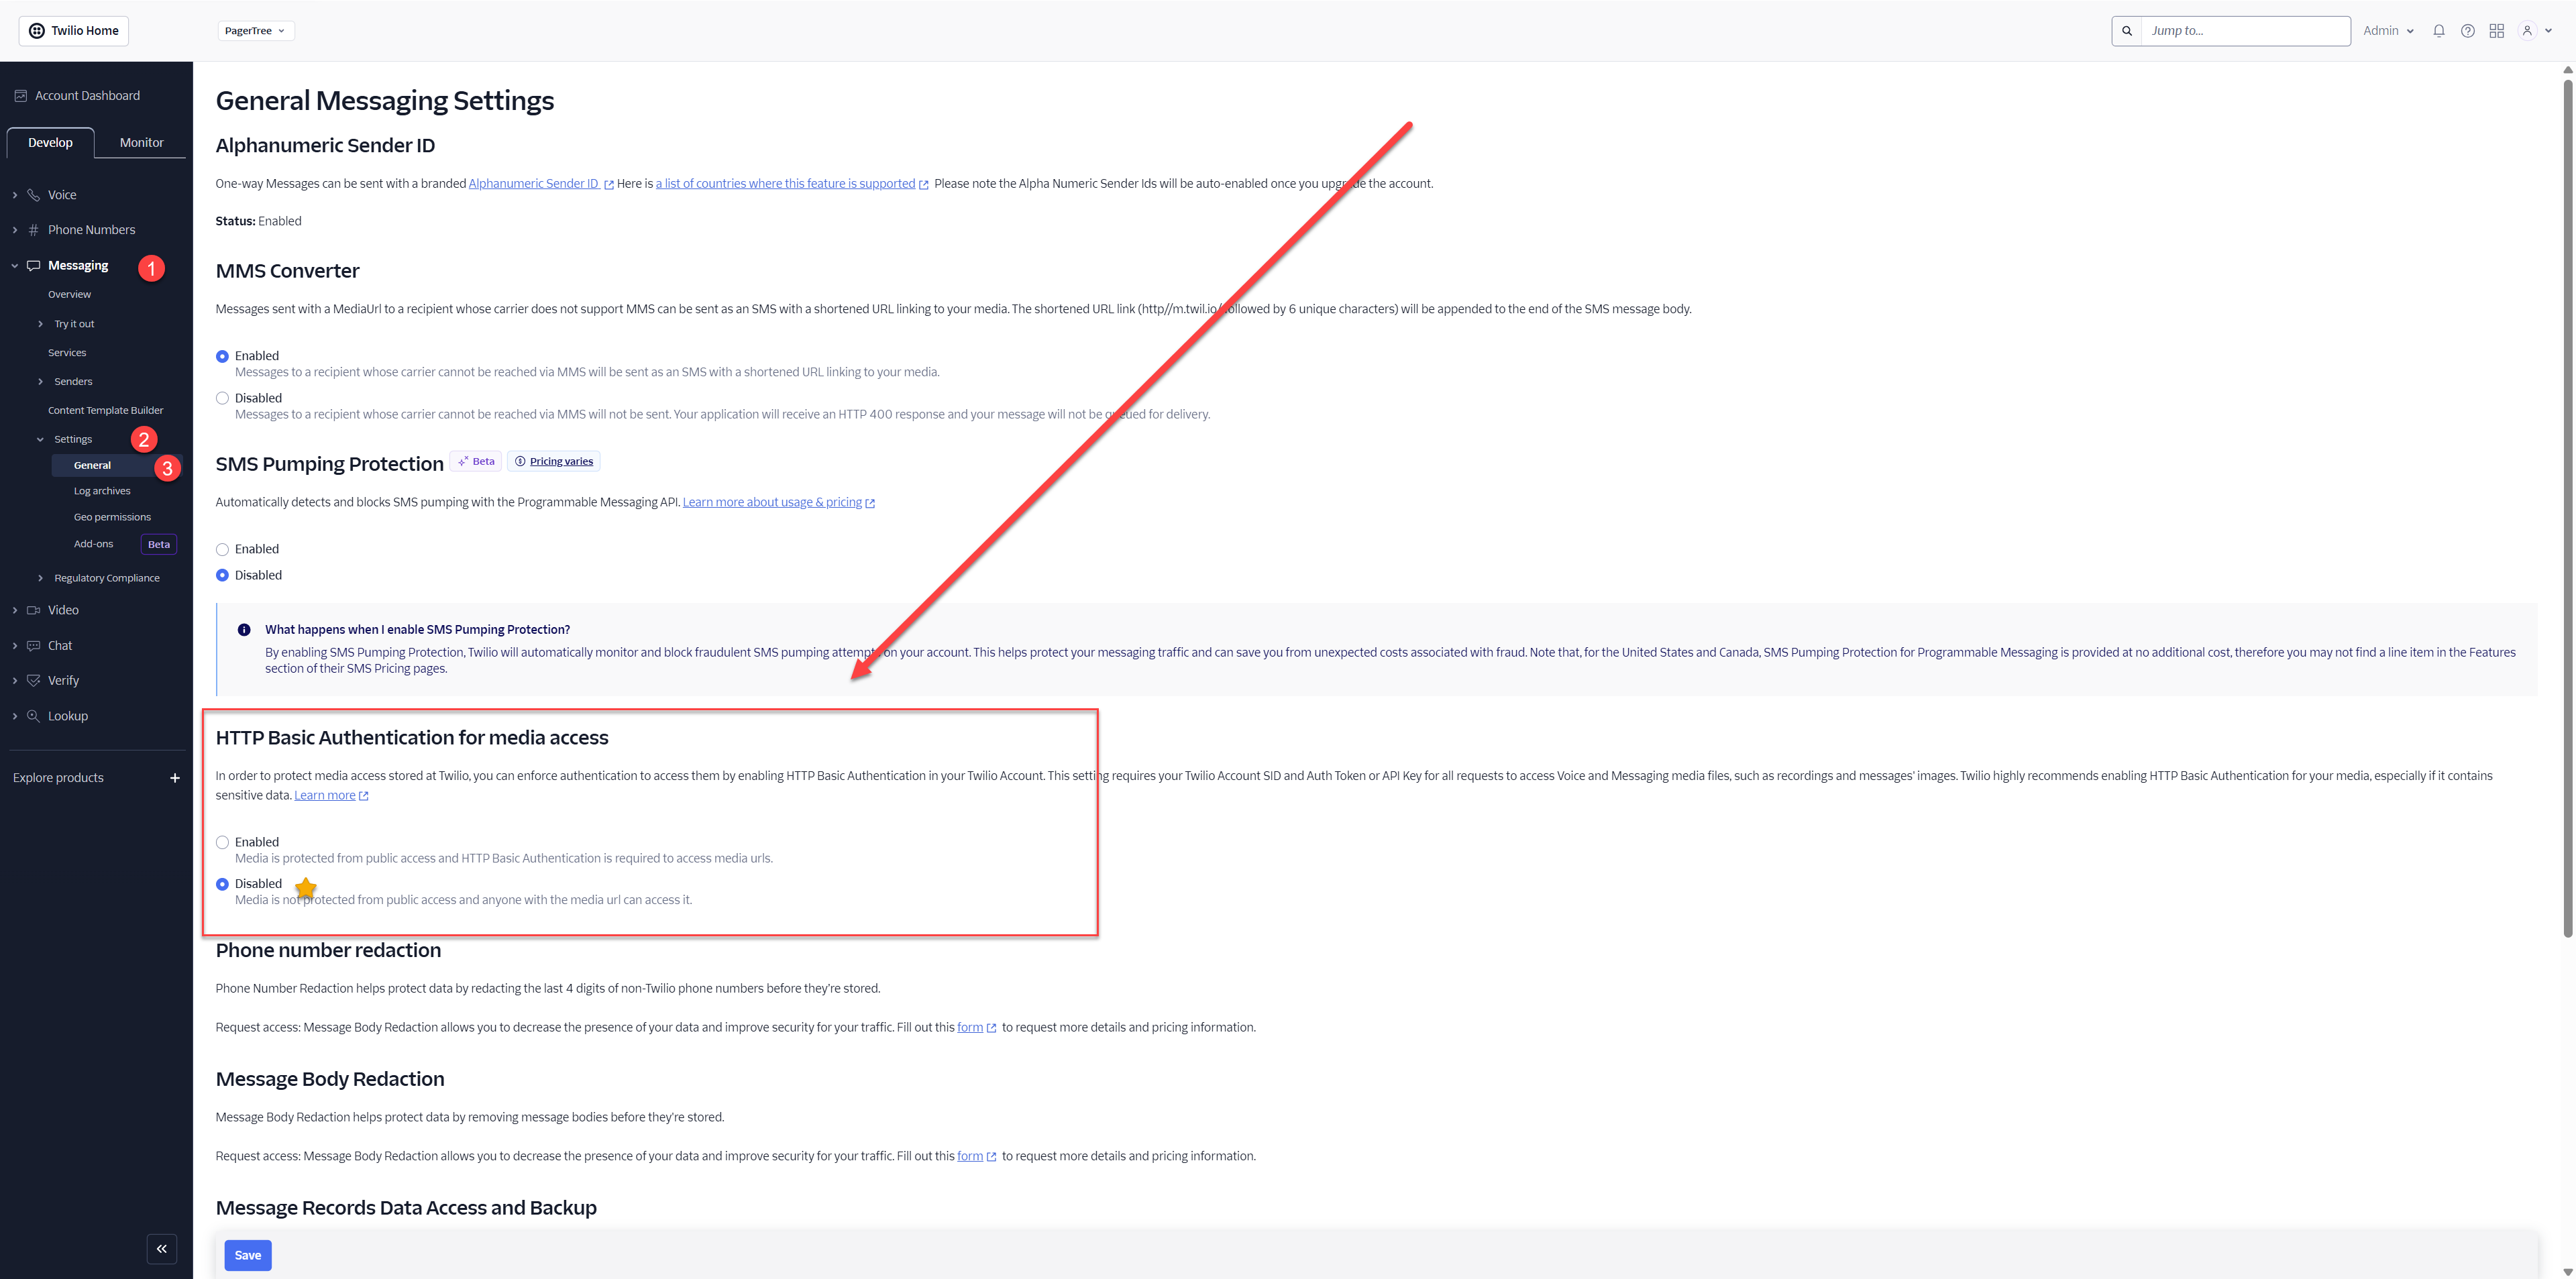 Twilio Home
PagerTree
Jump to...
Admin
Account Dashboard
Develop
Monitor
Voice
Phone Numbers
Messaging
1
Overview
Try it out
Services
Senders
Content Template Builder
Settings
2
General
3
Log archives
Geo permissions
Add-ons
Beta
Regulatory Compliance
Video
Chat
Verify
Lookup
Explore products
General Messaging Settings
Alphanumeric Sender ID
One-way Messages can be sent with a branded Alphanumeric Sender ID Here is a list of countries where this feature is supported Please note the Alpha Numeric Sender Ids will be auto-enabled once you upgrade the account.
Status: Enabled
MMS Converter
Messages sent with a MediaUrl to a recipient whose carrier does not support MMS can be sent as an SMS with a shortened URL linking to your media. The shortened URL link (http//m.twil.io/ followed by 6 unique characters) will be appended to the end of the SMS message body.
Enabled
Messages to a recipient whose carrier cannot be reached via MMS will be sent as an SMS with a shortened URL linking to your media.
Disabled
Messages to a recipient whose carrier cannot be reached via MMS will not be sent. Your application will receive an HTTP 400 response and your message will not be queued for delivery.
SMS Pumping Protection Beta Pricing varies
Automatically detects and blocks SMS pumping with the Programmable Messaging API. Learn more about usage & pricing
Enabled
Disabled
What happens when I enable SMS Pumping Protection?
By enabling SMS Pumping Protection, Twilio will automatically monitor and block fraudulent SMS pumping attempts on your account. This helps protect your messaging traffic and can save you from unexpected costs associated with fraud. Note that, for the United States and Canada, SMS Pumping Protection for Programmable Messaging is provided at no additional cost, therefore you may not find a line item in the Features
section of their SMS Pricing pages.
HTTP Basic Authentication for media access
In order to protect media access stored at Twilio, you can enforce authentication to access them by enabling HTTP Basic Authentication in your Twilio Account. This setting requires your Twilio Account SID and Auth Token or API Key for all requests to access Voice and Messaging media files, such as recordings and messages' images. Twilio highly recommends enabling HTTP Basic Authentication for your media, especially if it contains
sensitive data. Learn more
Enabled
Media is protected from public access and HTTP Basic Authentication is required to access media urls.
Disabled
Media is not protected from public access and anyone with the media url can access it.
Phone number redaction
Phone Number Redaction helps protect data by redacting the last 4 digits of non-Twilio phone numbers before they're stored.
Request access: Message Body Redaction allows you to decrease the presence of your data and improve security for your traffic. Fill out this form to request more details and pricing information.
Message Body Redaction
Message Body Redaction helps protect data by removing message bodies before they're stored.
Request access: Message Body Redaction allows you to decrease the presence of your data and improve security for your traffic. Fill out this form to request more details and pricing information.
Message Records Data Access and Backup
Save